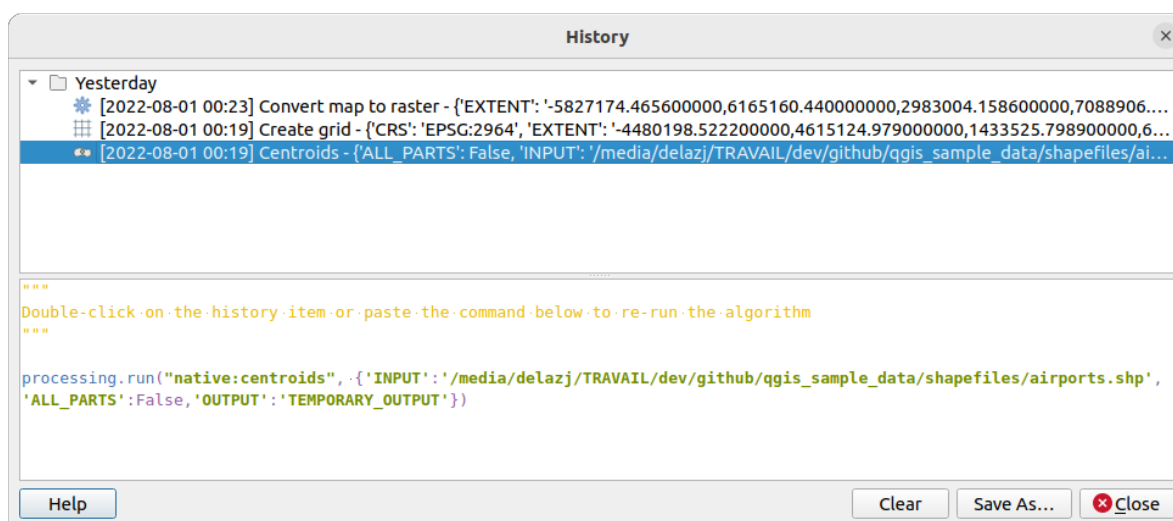 History
Yesterday
[2022-08-01 00:23] Convert map to raster - {'EXTENT': '-5827174.465600000,6165160.440000000,2983004.158600000,7088906....
[2022-08-01 00:19] Create grid - {'CRS': 'EPSG:2964', 'EXTENT': '-4480198.522200000,4615124.979000000,1433525.798900000,6...
[2022-08-01 00:19] Centroids - {'ALL_PARTS': False, 'INPUT': '/media/delazj/TRAVAIL/dev/github/qgis_sample_data/shapefiles/ai...
"""
Double-click·on·the·history·item·or·paste·the·command·below·to·re-run·the·algorithm
"""
processing.run("native:centroids",·{'INPUT':'/media/delazj/TRAVAIL/dev/github/qgis_sample_data/shapefiles/airports.shp',
'ALL_PARTS':False,'OUTPUT':'TEMPORARY_OUTPUT'})
Help
Clear
Save As...
Close